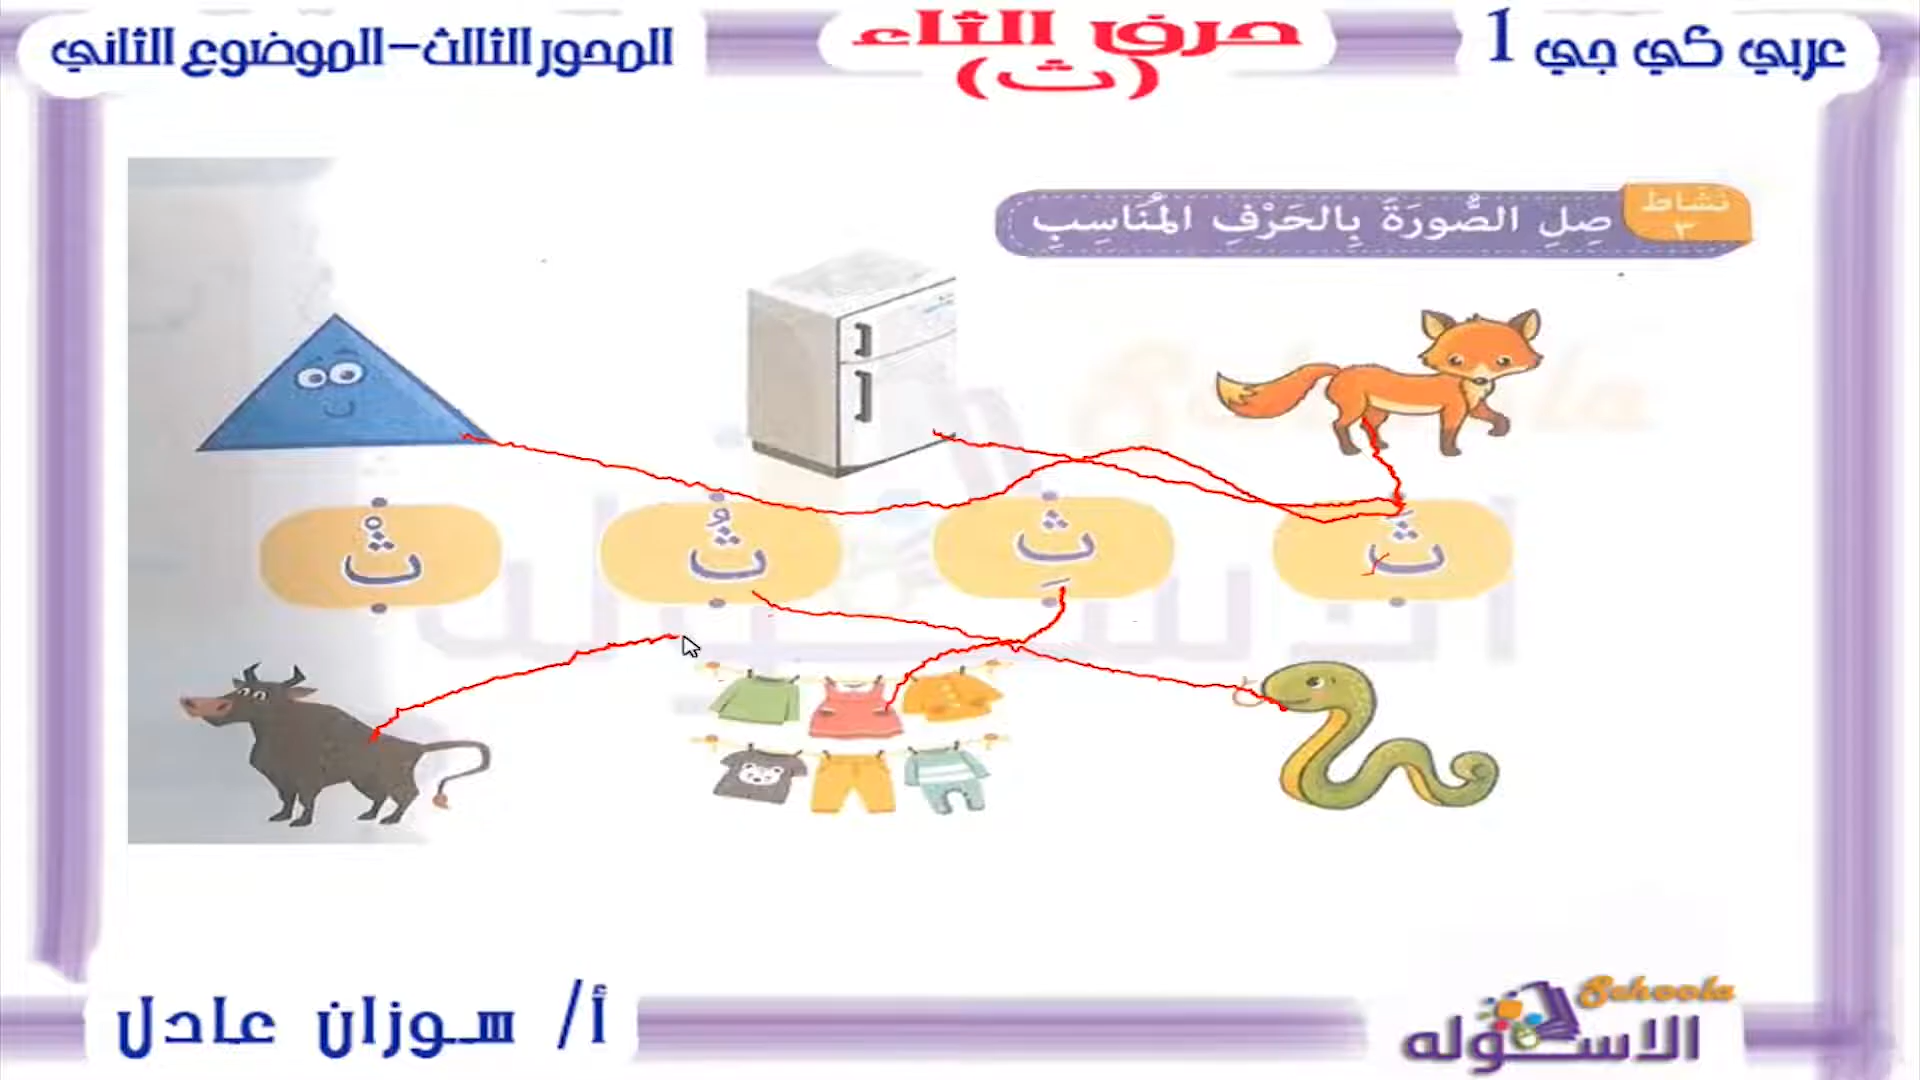 عربي كي جي 1
حرف الثاء
(ث)
المحور الثالث-الموضوع الثاني
نشاط
٣
صِلِ الصُّورَةَ بِالحَرْفِ المُنَاسِبِ
ثَ ثِ ثُ ثْ
أ/ سوزان عادل
Schoola
الاسكوله